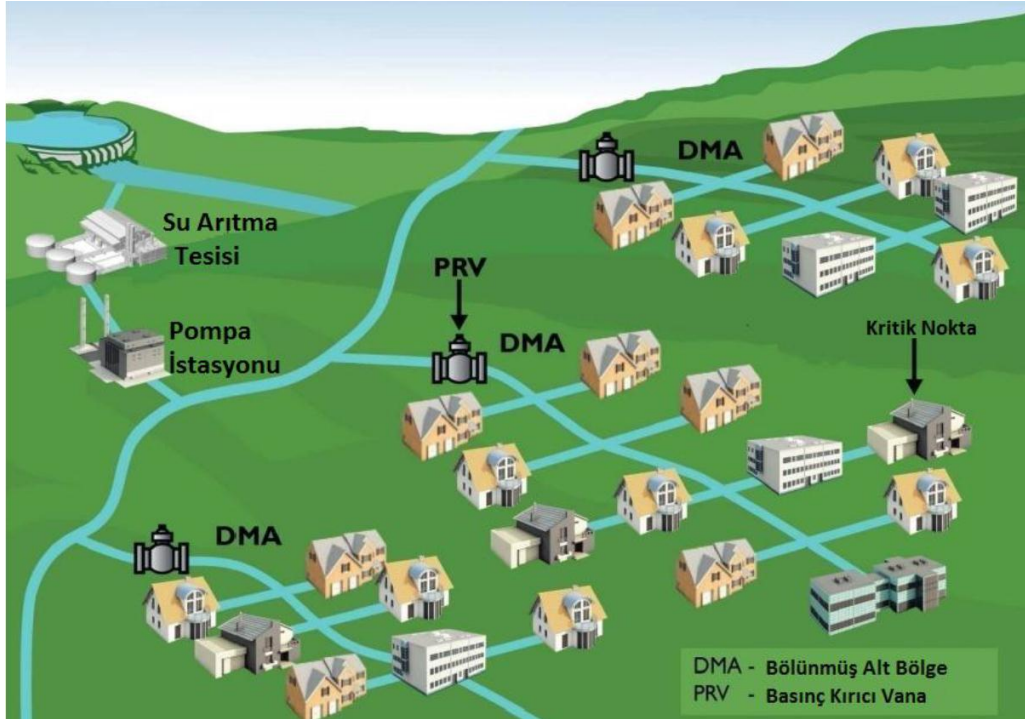 DMA
Su Arıtma
Tesisi
PRV
Pompa
İstasyonu
DMA
Kritik Nokta
DMA
DMA - Bölünmüş Alt Bölge
PRV - Basınç Kırıcı Vana